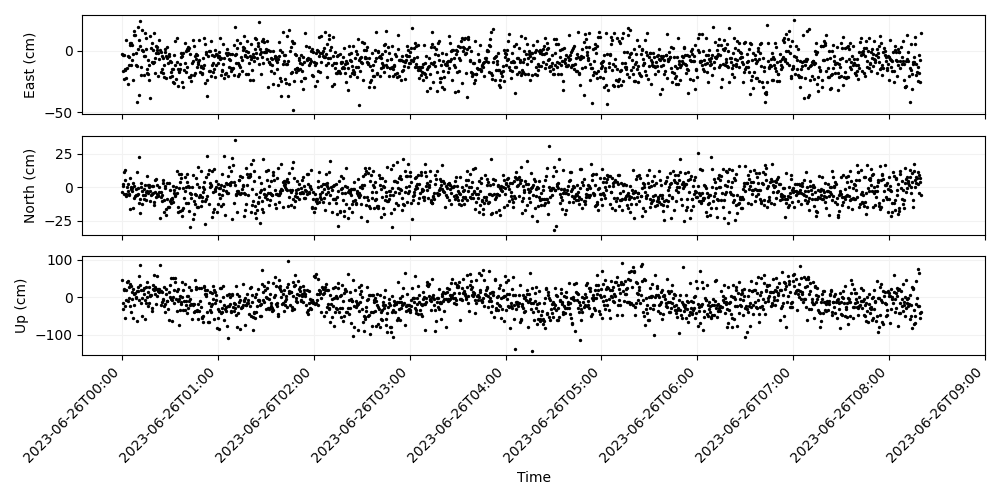 East (cm)
0
−50
North (cm)
25
0
−25
Up (cm)
100
0
−100
2023-06-26T00:00
2023-06-26T01:00
2023-06-26T02:00
2023-06-26T03:00
2023-06-26T04:00
2023-06-26T05:00
2023-06-26T06:00
2023-06-26T07:00
2023-06-26T08:00
2023-06-26T09:00
Time